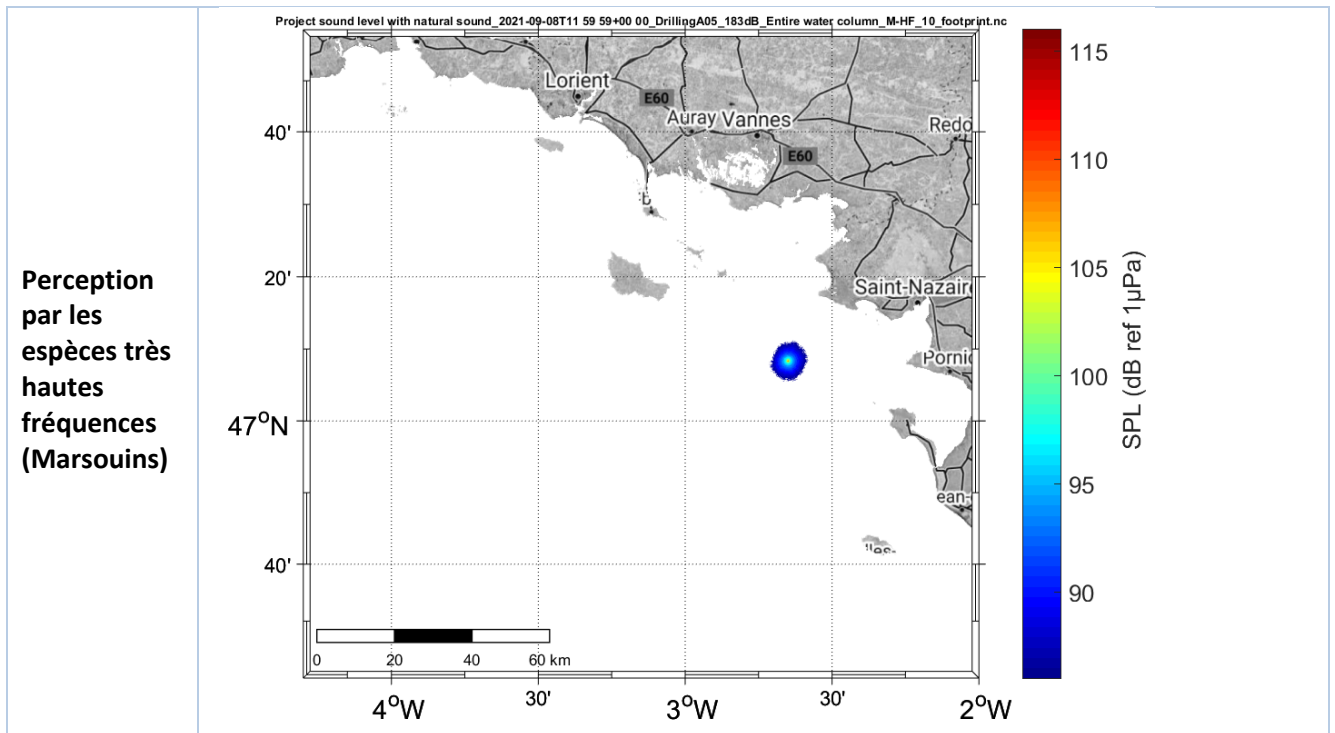 Project sound level with natural sound_2021-09-08T11 59 59+00 00_DrillingA05_183dB_Entire water column_M-HF_10_footprint.nc
Perception
par les
espèces très
hautes
fréquences
(Marsouins)
Lorient
E60
Auray Vannes
Redo
E60
Saint-Nazaire
Pornic
ean-
40'
20'
47°N
40'
0 20 40 60 km
4°W 30' 3°W 30' 2°W
115
110
105
100
95
90
SPL (dB ref 1µPa)